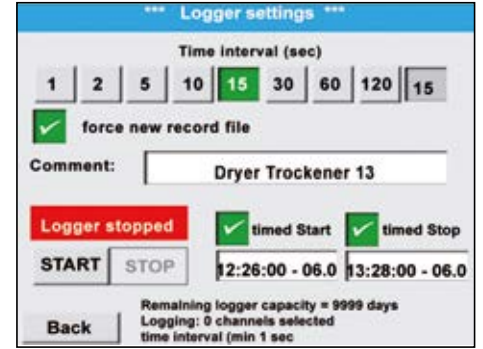 *** Logger settings ***
Time interval (sec)
1 2 5 10 15 30 60 120 15
force new record file
Comment: Dryer Trockener 13
Logger stopped timed Start timed Stop
START STOP 12:26:00 - 06.0 13:28:00 - 06.0
Remaining logger capacity = 9999 days
Back Logging: 0 channels selected
time interval (min 1 sec